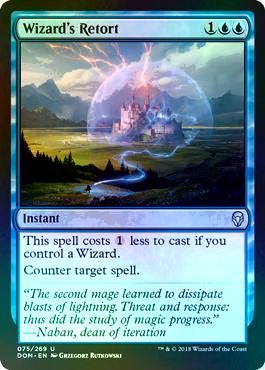 Wizard's Retort 1
Instant
This spell costs 1 less to cast if you
control a Wizard.
Counter target spell.
"The second mage learned to dissipate
blasts of lightning. Threat and response:
thus did the study of magic progress."
—Naban, dean of iteration
075/269 U
DOM • EN GRZEGORZ RUTKOWSKI ™ & © 2018 Wizards of the Coast